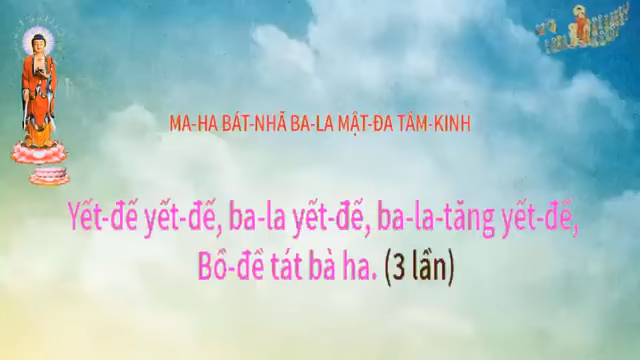 MA-HA BÁT-NHÃ BA-LA MẬT-ĐA TÂM-KINH
Yết-đế yết-đế, ba-la yết-đế, ba-la-tăng yết-đế,
Bồ-đề tát bà ha. (3 lần)